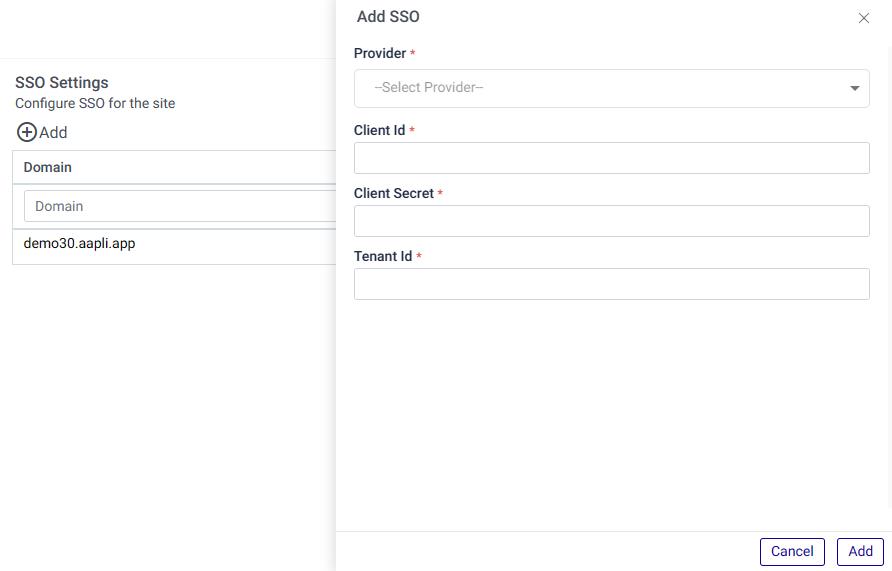 SSO Settings
Configure SSO for the site
Add
Domain
Domain
demo30.aapli.app
Add SSO
Provider *
--Select Provider--
Client Id *
Client Secret *
Tenant Id *
Cancel
Add